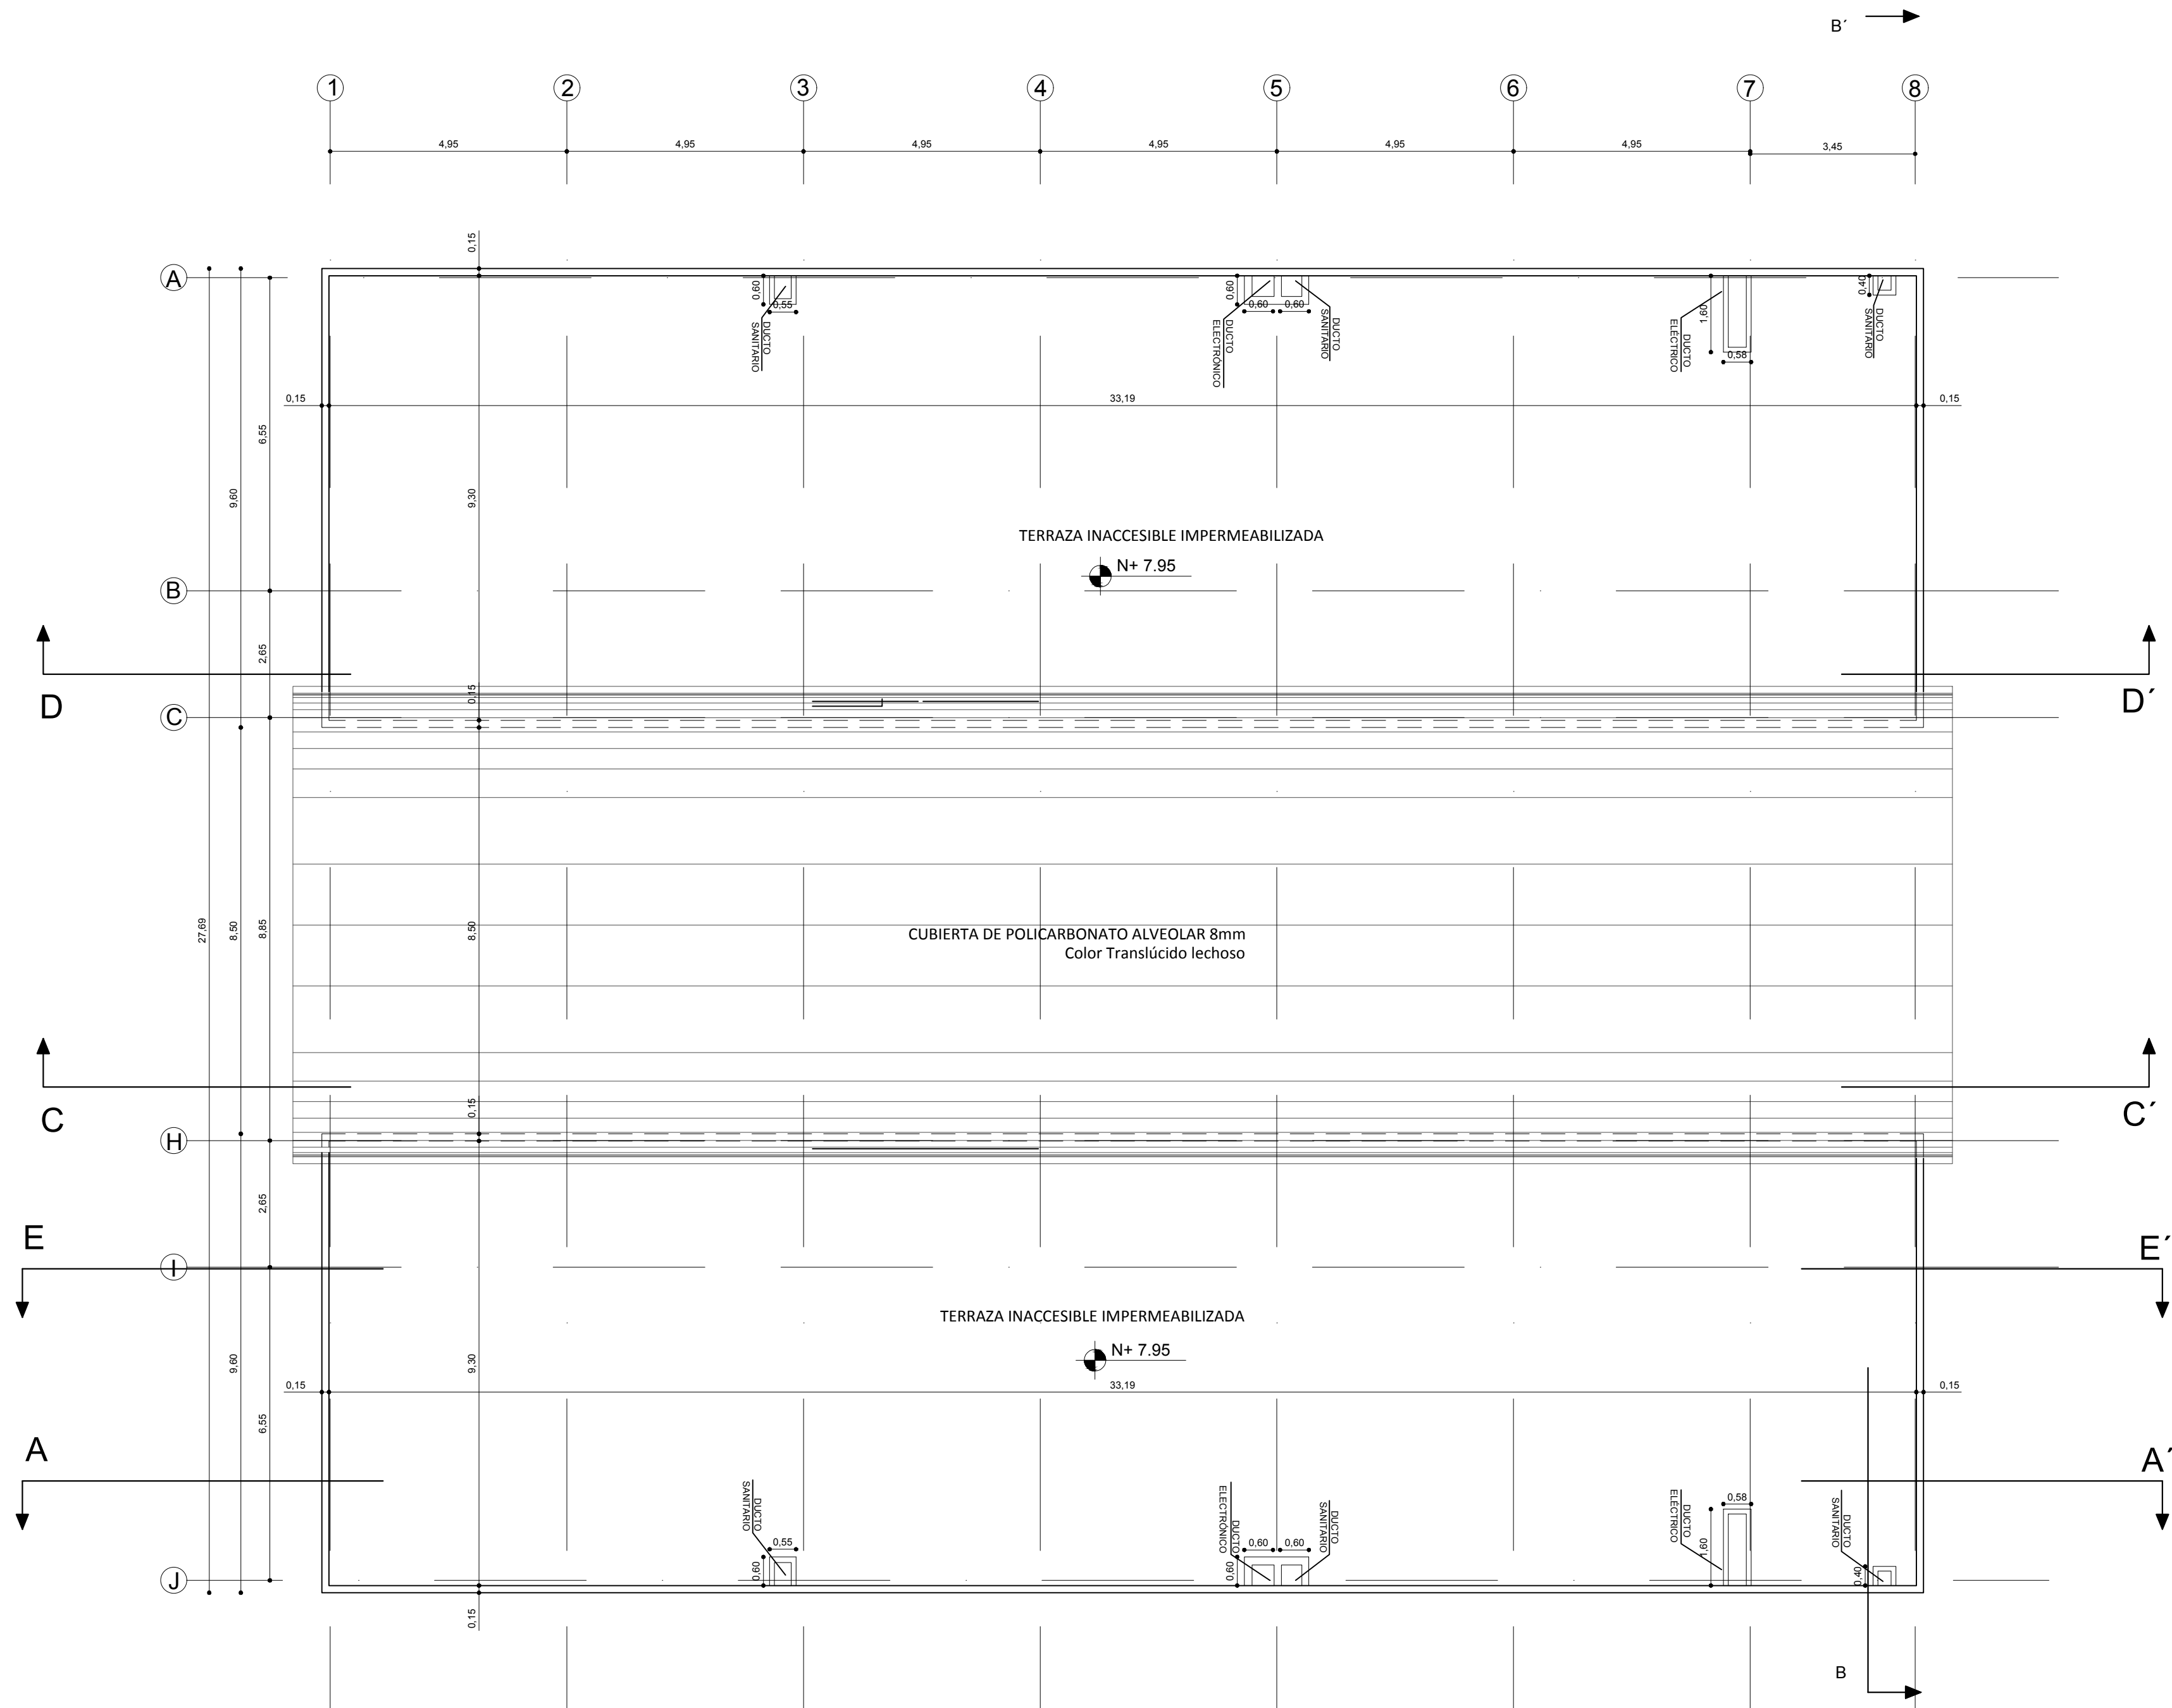 B´
1 2 3 4 5 6 7 8
4,95 4,95 4,95 4,95 4,95 4,95 3,45
0,15
A
0,60
0,55
DUCTO
SANITARIO
0,60
0,60 0,60
DUCTO
ELECTRÓNICO
DUCTO
SANITARIO
1,60
0,58
DUCTO
ELÉCTRICO
0,40
DUCTO
SANITARIO
0,15 33,19 0,15
6,55
9,60
9,30
TERRAZA INACCESIBLE IMPERMEABILIZADA
N+ 7.95
B
2,65
D D´
0,15
C
27,69
8,50
8,85
8,50
CUBIERTA DE POLICARBONATO ALVEOLAR 8mm
Color Translúcido lechoso
C C´
0,15
H
2,65
E E´
I
TERRAZA INACCESIBLE IMPERMEABILIZADA
N+ 7.95
9,60
9,30
0,15 33,19 0,15
6,55
A A´
DUCTO
SANITARIO
0,55
0,60
DUCTO
ELECTRÓNICO
0,60 0,60
0,60
DUCTO
SANITARIO
DUCTO
ELÉCTRICO
0,58
1,60
DUCTO
SANITARIO
0,40
J
0,15
B